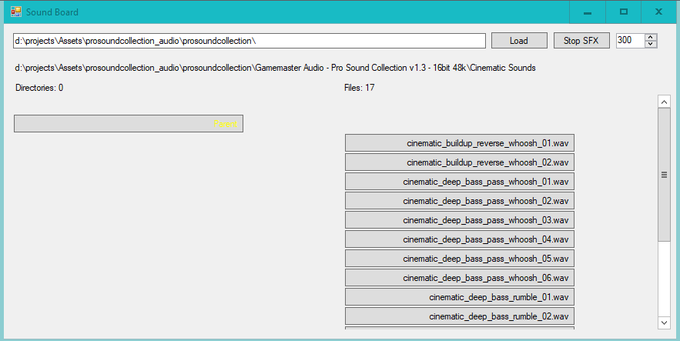 Sound Board
d:\projects\Assets\prosoundcollection_audio\prosoundcollection\
Load
Stop SFX
300
d:\projects\Assets\prosoundcollection_audio\prosoundcollection\Gamemaster Audio - Pro Sound Collection v1.3 - 16bit 48k\Cinematic Sounds
Directories: 0
Files: 17
cinematic_buildup_reverse_whoosh_01.wav
cinematic_buildup_reverse_whoosh_02.wav
cinematic_deep_bass_pass_whoosh_01.wav
cinematic_deep_bass_pass_whoosh_02.wav
cinematic_deep_bass_pass_whoosh_03.wav
cinematic_deep_bass_pass_whoosh_04.wav
cinematic_deep_bass_pass_whoosh_05.wav
cinematic_deep_bass_pass_whoosh_06.wav
cinematic_deep_bass_rumble_01.wav
cinematic_deep_bass_rumble_02.wav